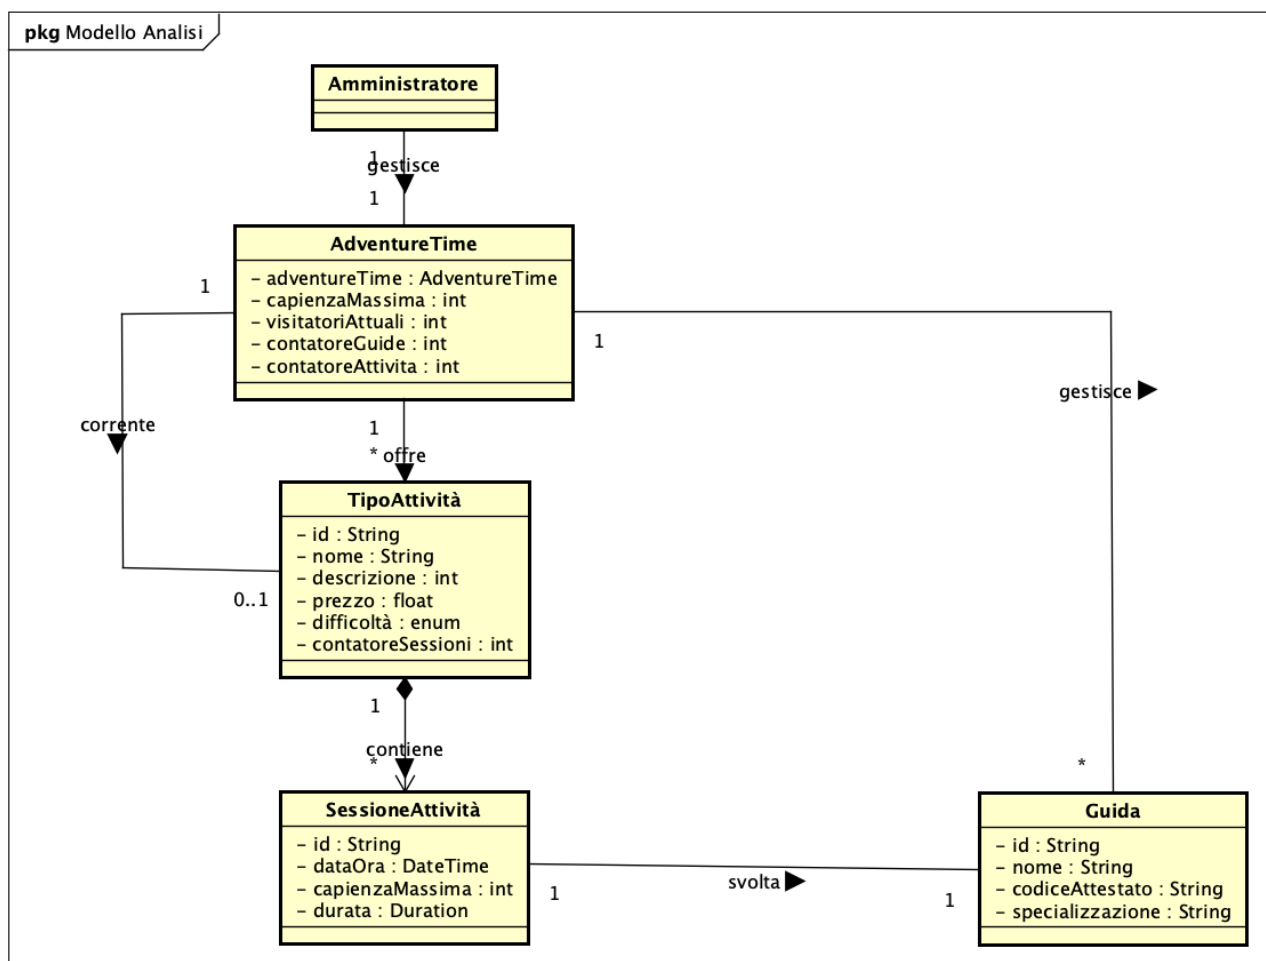 pkg Modello Analisi
Amministratore
1
gestisce
1
AdventureTime
- adventureTime : AdventureTime
- capienzaMassima : int
- visitatoriAttuali : int
- contatoreGuide : int
- contatoreAttivita : int
1
1
gestisce
corrente
1
* offre
TipoAttività
- id : String
- nome : String
- descrizione : int
- prezzo : float
- difficoltà : enum
- contatoreSessioni : int
0..1
1
contiene
*
*
SessioneAttività
- id : String
- dataOra : DateTime
- capienzaMassima : int
- durata : Duration
1
svolta
1
Guida
- id : String
- nome : String
- codiceAttestato : String
- specializzazione : String